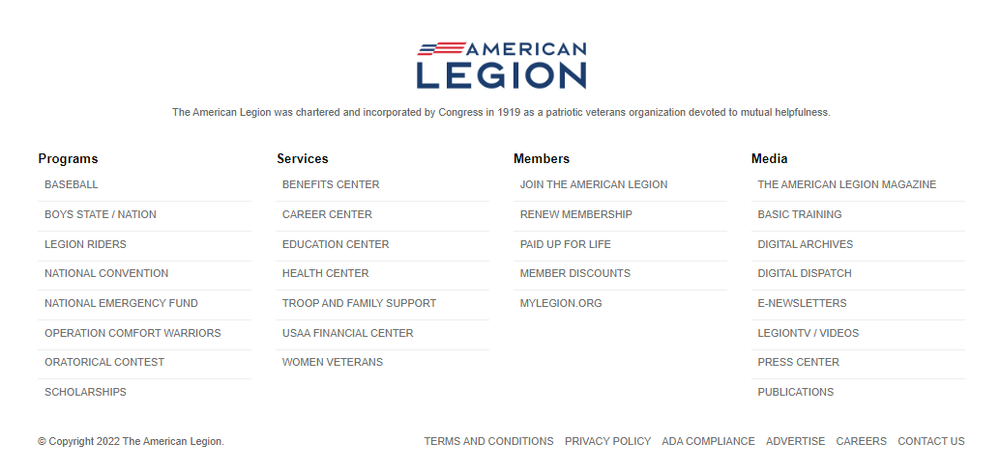 AMERICAN
LEGION
The American Legion was chartered and incorporated by Congress in 1919 as a patriotic veterans organization devoted to mutual helpfulness.
Programs
BASEBALL
BOYS STATE / NATION
LEGION RIDERS
NATIONAL CONVENTION
NATIONAL EMERGENCY FUND
OPERATION COMFORT WARRIORS
ORATORICAL CONTEST
SCHOLARSHIPS
Services
BENEFITS CENTER
CAREER CENTER
EDUCATION CENTER
HEALTH CENTER
TROOP AND FAMILY SUPPORT
USAA FINANCIAL CENTER
WOMEN VETERANS
Members
JOIN THE AMERICAN LEGION
RENEW MEMBERSHIP
PAID UP FOR LIFE
MEMBER DISCOUNTS
MYLEGION.ORG
Media
THE AMERICAN LEGION MAGAZINE
BASIC TRAINING
DIGITAL ARCHIVES
DIGITAL DISPATCH
E-NEWSLETTERS
LEGIONTV / VIDEOS
PRESS CENTER
PUBLICATIONS
© Copyright 2022 The American Legion.
TERMS AND CONDITIONS PRIVACY POLICY ADA COMPLIANCE ADVERTISE CAREERS CONTACT US